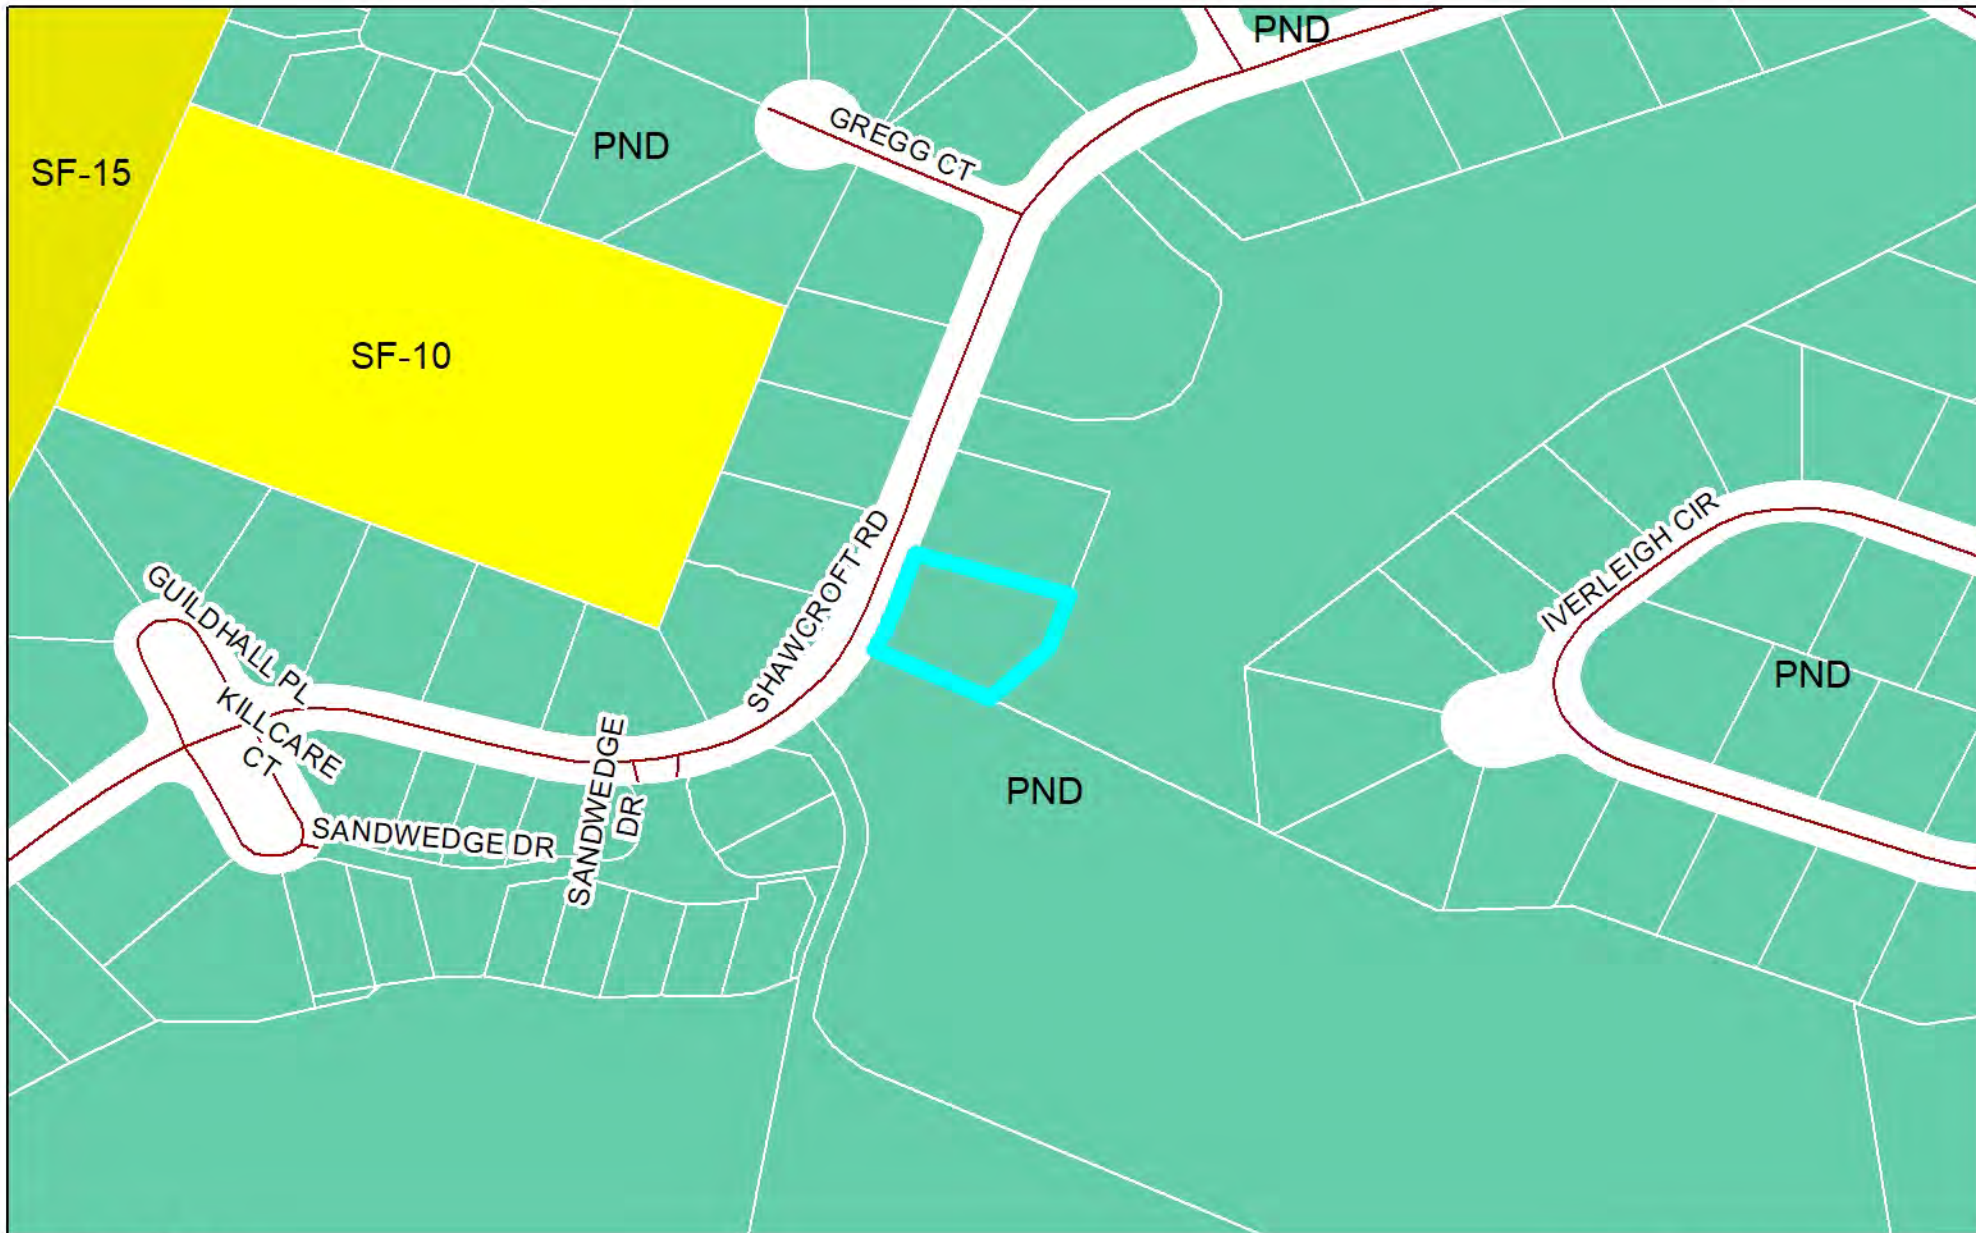 PND
SF-15
PND
GREGG CT
SF-10
SHAWCROFT RD
IVERLEIGH CIR
GUILDHALL PL
KILLCARE
CT
PND
SANDWEDGE
DR
PND
SANDWEDGE DR